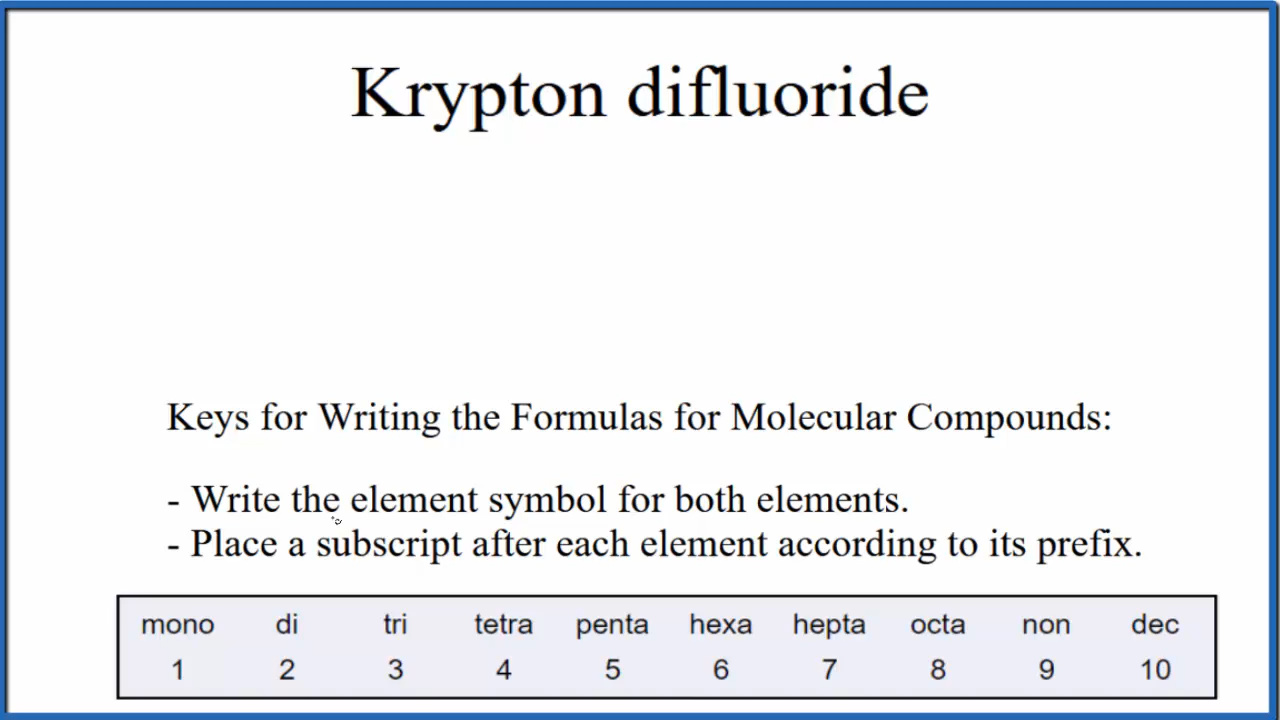 Krypton difluoride
Keys for Writing the Formulas for Molecular Compounds:
- Write the element symbol for both elements.
- Place a subscript after each element according to its prefix.
mono di tri tetra penta hexa hepta octa non dec
1 2 3 4 5 6 7 8 9 10